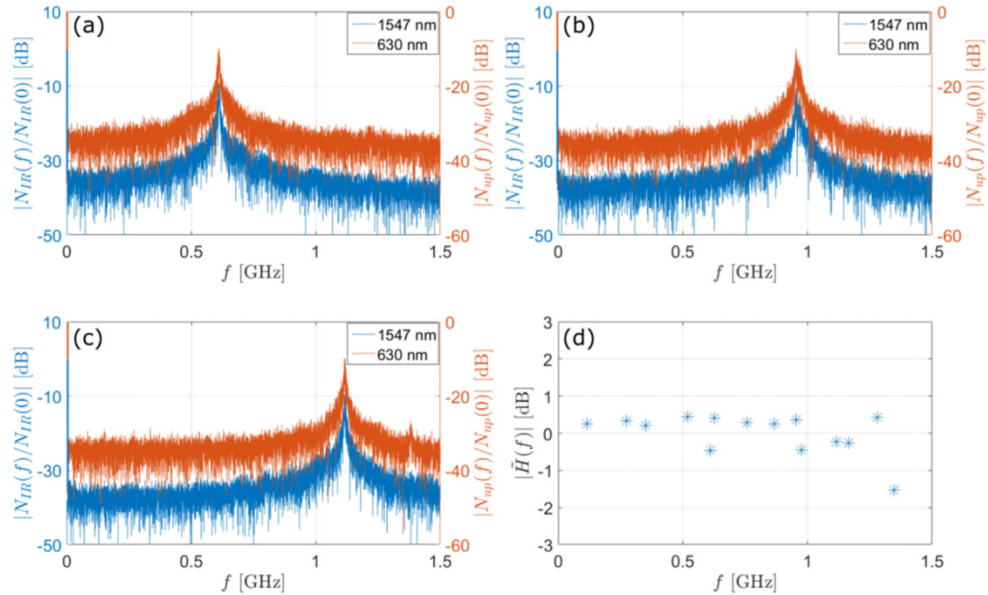 (a)
1547 nm
630 nm
|N_IR(f)/N_IR(0)| [dB]
10
-10
-30
-50
|N_up(f)/N_up(0)| [dB]
0
-20
-40
-60
0 0.5 1 1.5
f [GHz]
(b)
1547 nm
630 nm
|N_IR(f)/N_IR(0)| [dB]
10
-10
-30
-50
|N_up(f)/N_up(0)| [dB]
0
-20
-40
-60
0 0.5 1 1.5
f [GHz]
(c)
1547 nm
630 nm
|N_IR(f)/N_IR(0)| [dB]
10
-10
-30
-50
|N_up(f)/N_up(0)| [dB]
0
-20
-40
-60
0 0.5 1 1.5
f [GHz]
(d)
|H̃(f)| [dB]
3
2
1
0
-1
-2
-3
0 0.5 1 1.5
f [GHz]